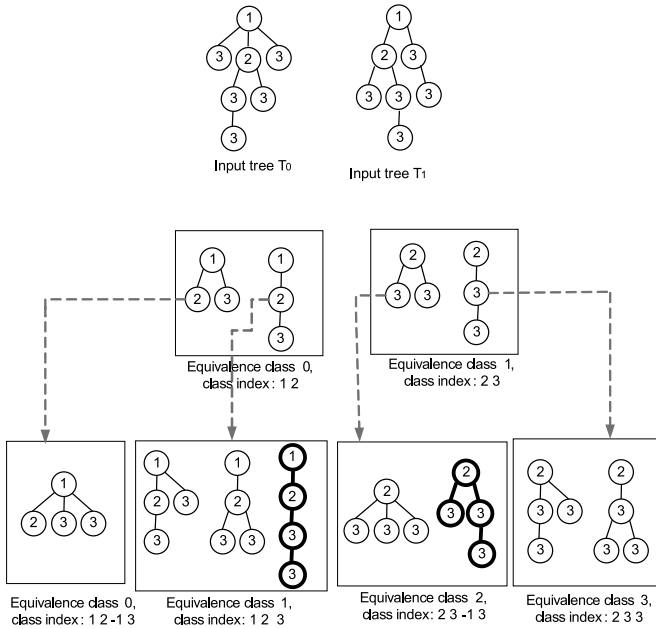 1
3 2 3
3 3
3
Input tree T0
1
2 3
3 3 3
3
Input tree T1
1 1
2 3 2
3
Equivalence class 0,
class index: 1 2
2 2
3 3 3
3
Equivalence class 1,
class index: 2 3
1
2 3 3
Equivalence class 0,
class index: 1 2 -1 3
1 1 1
2 3 2 2
3 3 3 3
3
Equivalence class 1,
class index: 1 2 3
2 2
3 3 3 3 3
3
Equivalence class 2,
class index: 2 3 -1 3
2 2
3 3 3
3 3 3
Equivalence class 3,
class index: 2 3 3